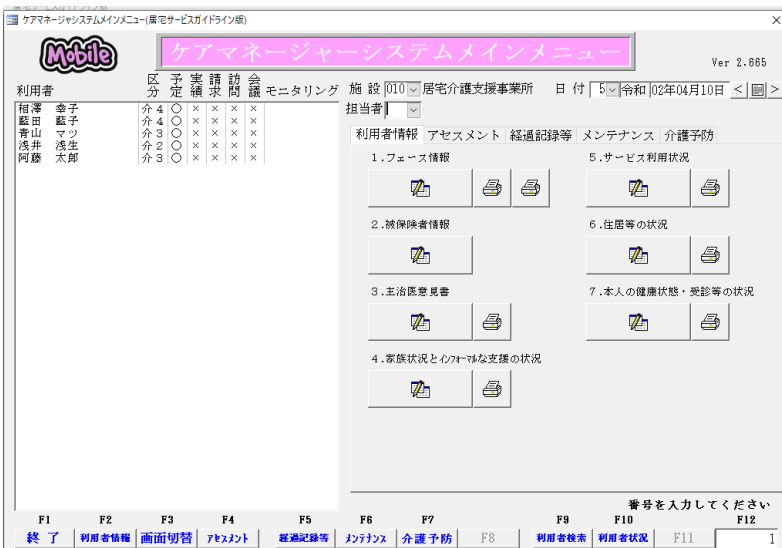 ケアマネージャシステムメインメニュー(居宅サービスガイドライン版)
Mobile
ケアマネージャーシステムメインメニュー
Ver 2.665
利用者 区分 予定 実績 請求 訪問 会議 モニタリング
施 設 010 居宅介護支援事業所 日 付 5 令和 02年04月10日 < >
担当者
相澤 幸子 介 4 ○ × × × ×
藍田 藍子 介 4 ○ × × × ×
青山 マツ 介 3 ○ × × × ×
浅井 浅生 介 2 ○ × × × ×
阿藤 太郎 介 3 ○ × × × ×
利用者情報 アセスメント 経過記録等 メンテナンス 介護予防
1.フェース情報
2.被保険者情報
3.主治医意見書
4.家族状況とインフォーマルな支援の状況
5.サービス利用状況
6.住居等の状況
7.本人の健康状態・受診等の状況
番号を入力してください
F1 F2 F3 F4 F5 F6 F7 F9 F10 F12
終 了 利用者情報 画面切替 アセスメント 経過記録等 メンテナンス 介護予防 F8 利用者検索 利用者状況 F11 1